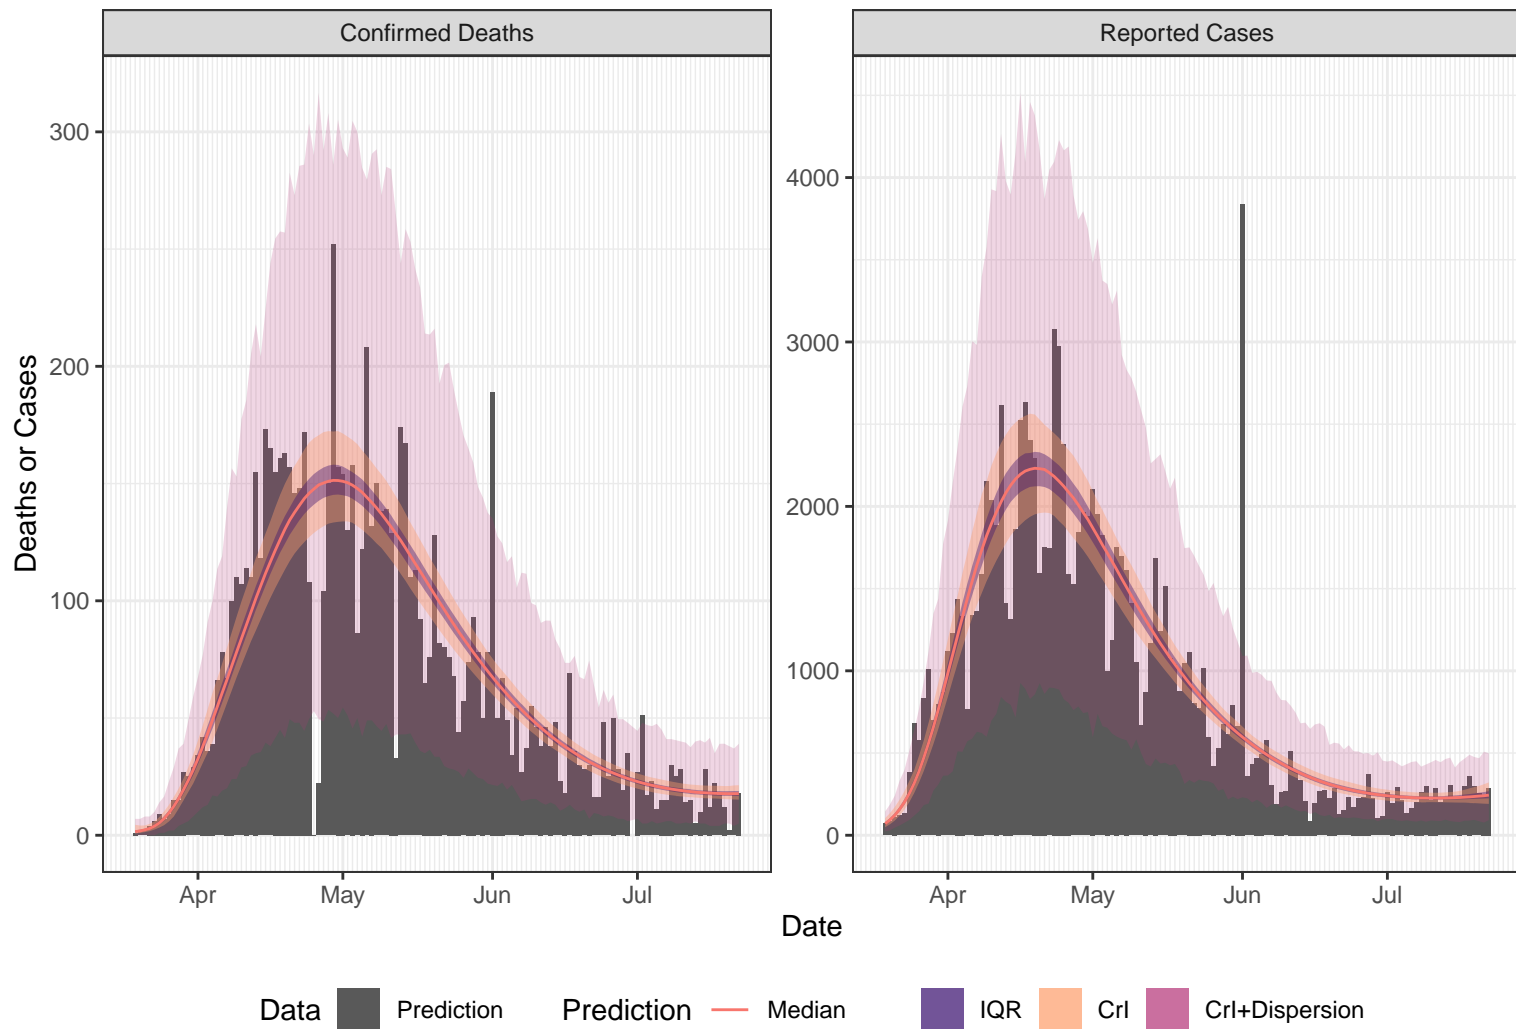 Confirmed Deaths
Reported Cases
Deaths or Cases
300
200
100
0
4000
3000
2000
1000
0
Apr May Jun Jul
Apr May Jun Jul
Date
Data Prediction Prediction Median IQR CrI CrI+Dispersion